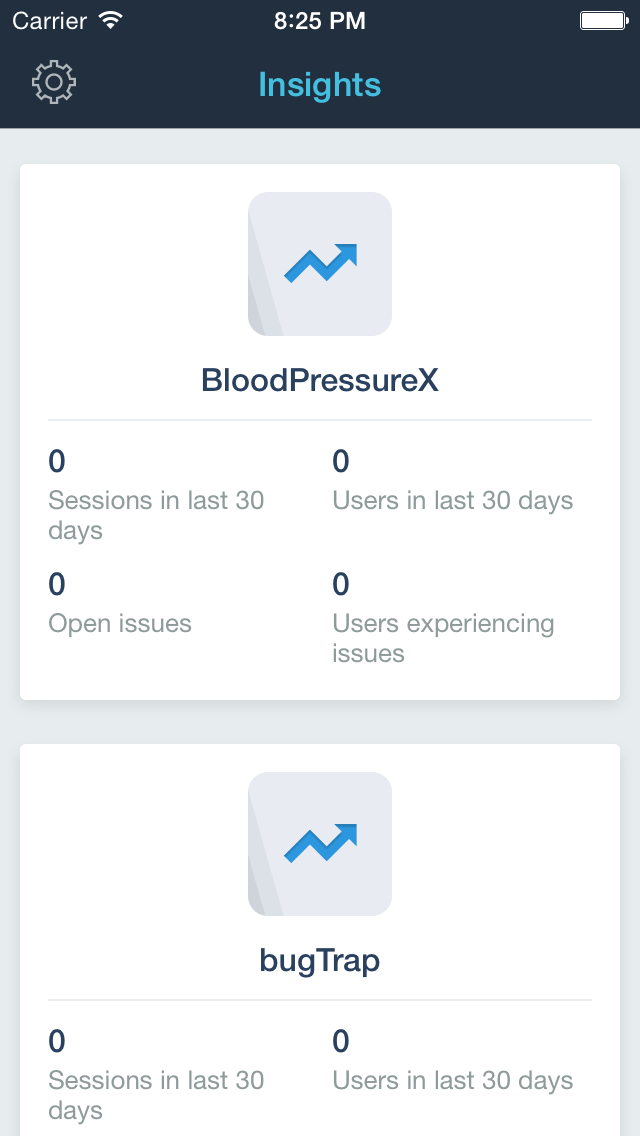 Carrier 8:25 PM
Insights
BloodPressureX
0 0
Sessions in last 30 Users in last 30 days
days
0 0
Open issues Users experiencing
issues
bugTrap
0 0
Sessions in last 30 Users in last 30 days
days